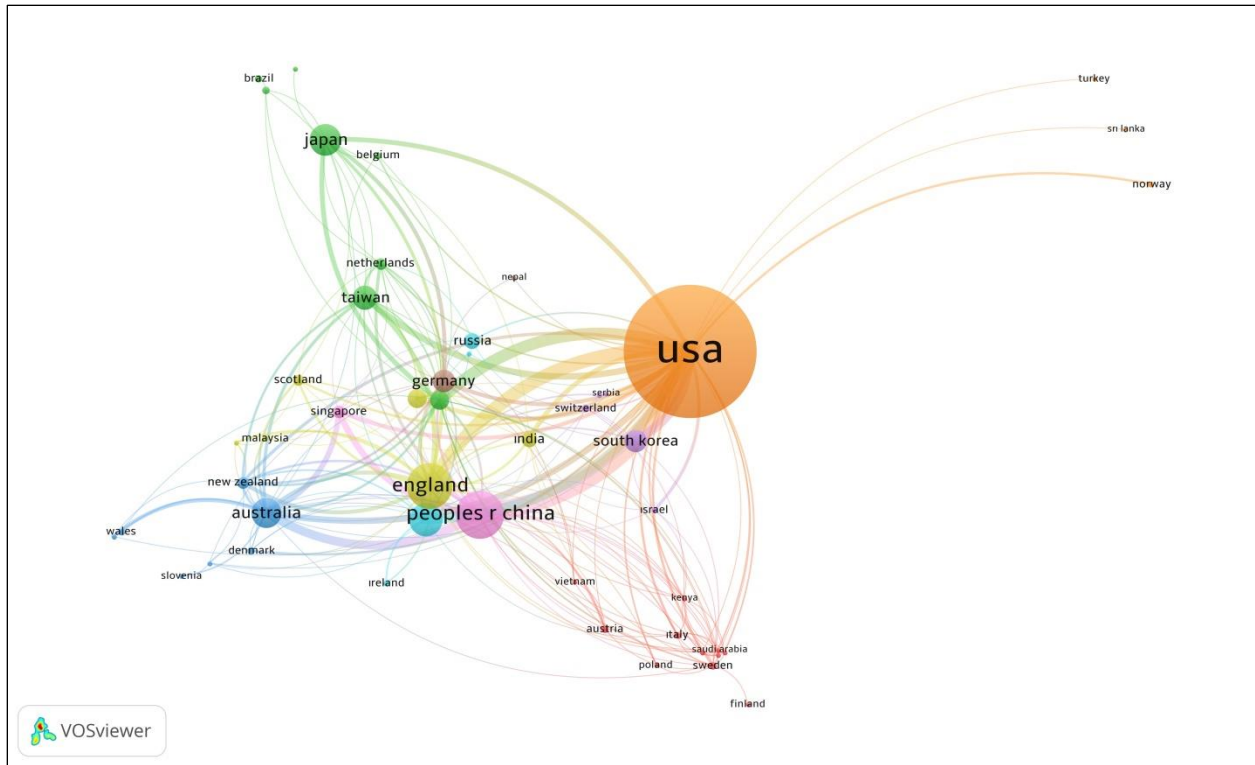 brazil
turkey
sri lanka
japan
belgium
norway
netherlands
nepal
taiwan
russia
usa
germany
scotland
serbia
singapore
switzerland
malaysia
india
south korea
new zealand
england
australia
peoples r china
israel
wales
denmark
slovenia
ireland
vietnam
kenya
austria
italy
saudi arabia
poland
sweden
finland
VOSviewer